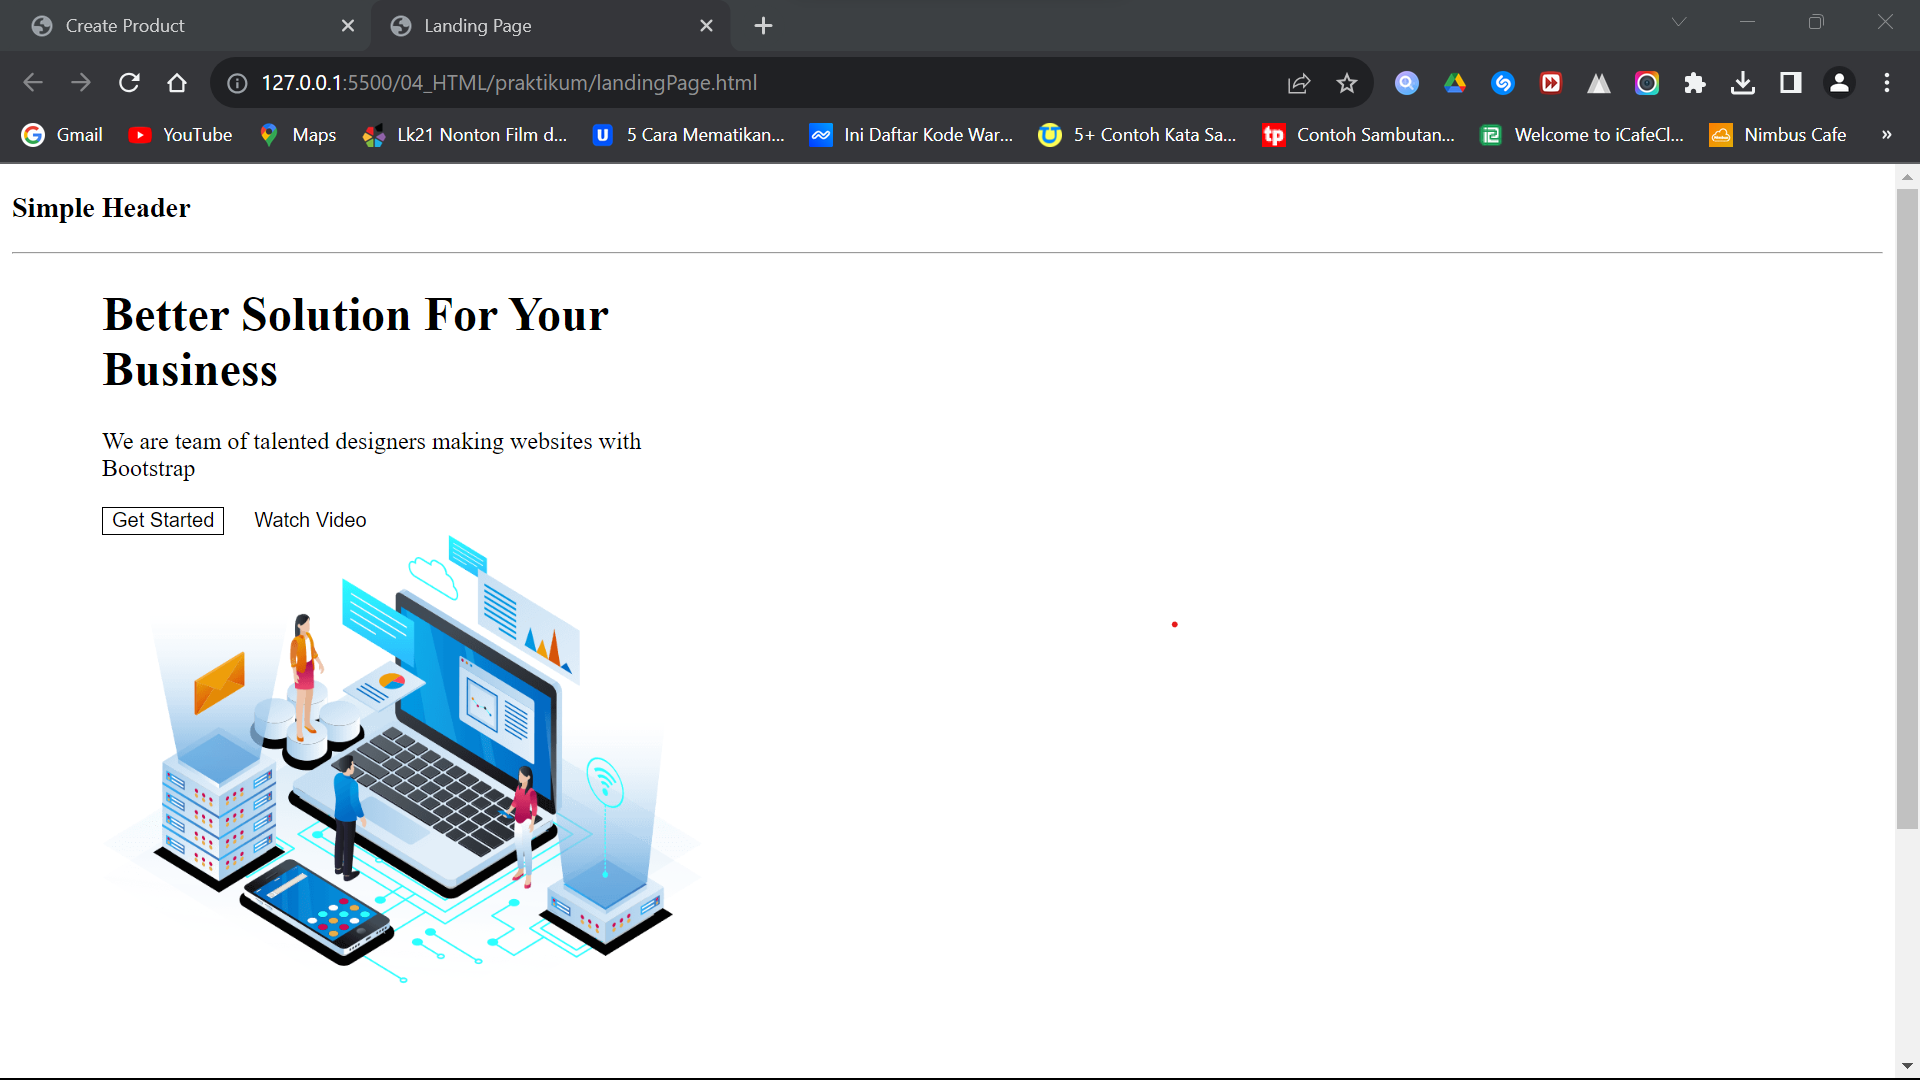 Create Product
Landing Page
127.0.0.1:5500/04_HTML/praktikum/landingPage.html
Gmail
YouTube
Maps
Lk21 Nonton Film d...
5 Cara Mematikan...
Ini Daftar Kode War...
5+ Contoh Kata Sa...
Contoh Sambutan...
Welcome to iCafeCl...
Nimbus Cafe
»
Simple Header
Better Solution For Your
Business
We are team of talented designers making websites with
Bootstrap
Get Started
Watch Video